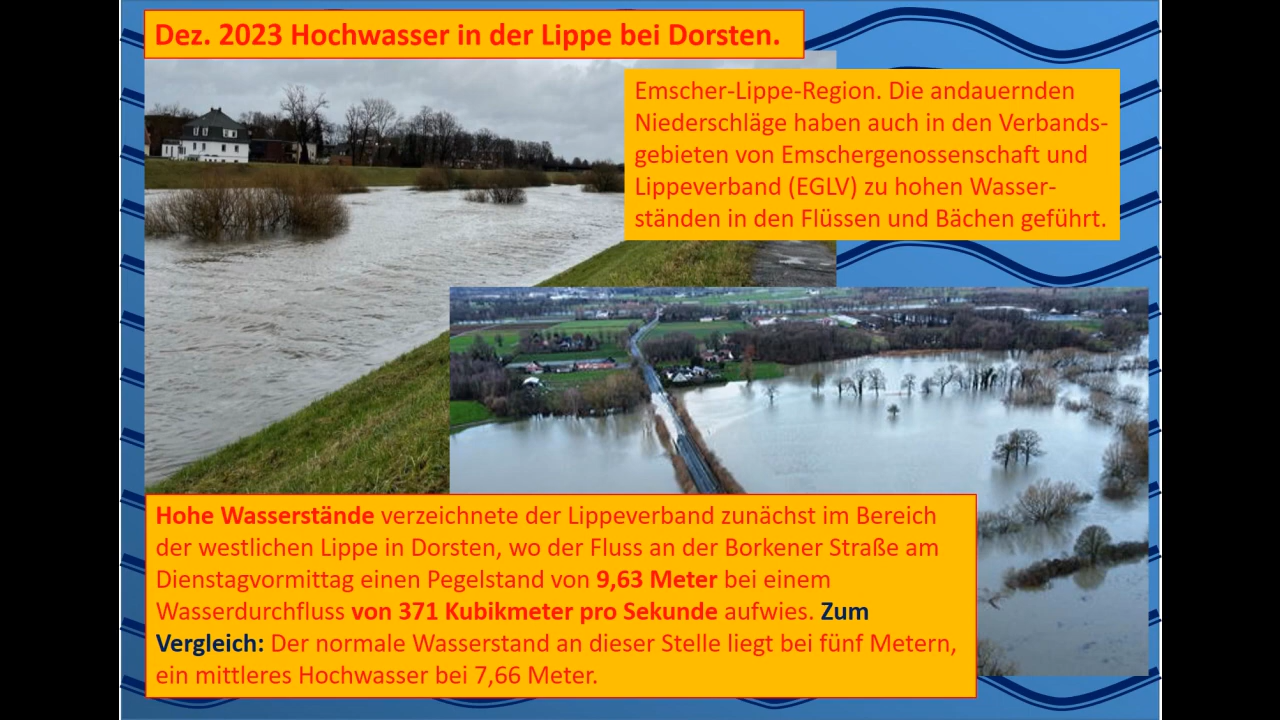 Dez. 2023 Hochwasser in der Lippe bei Dorsten.
Emscher-Lippe-Region. Die andauernden
Niederschläge haben auch in den Verbands-
gebieten von Emschergenossenschaft und
Lippeverband (EGLV) zu hohen Wasser-
ständen in den Flüssen und Bächen geführt.
Hohe Wasserstände verzeichnete der Lippeverband zunächst im Bereich
der westlichen Lippe in Dorsten, wo der Fluss an der Borkener Straße am
Dienstagvormittag einen Pegelstand von 9,63 Meter bei einem
Wasserdurchfluss von 371 Kubikmeter pro Sekunde aufwies. Zum
Vergleich: Der normale Wasserstand an dieser Stelle liegt bei fünf Metern,
ein mittleres Hochwasser bei 7,66 Meter.